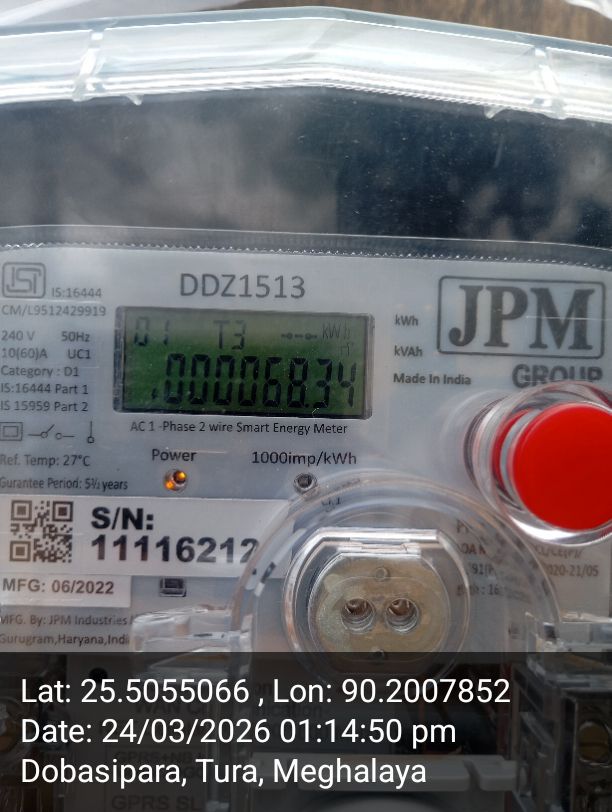 DDZ1513
IS:16444
CM/L9512429919
240 V 50Hz
10(60)A UC1
Category : D1
IS:16444 Part 1
IS 15959 Part 2
01 T3 kWh
.00006834
kWh
kVAh
Made In India
JPM
GROUP
AC 1 -Phase 2 wire Smart Energy Meter
Ref. Temp: 27°C
Power
1000imp/kWh
Gurantee Period: 5½ years
S/N:
11116212
MFG: 06/2022
MFG. By: JPM Industries
Gurugram,Haryana,Indi
Lat: 25.5055066 , Lon: 90.2007852
Date: 24/03/2026 01:14:50 pm
Dobasipara, Tura, Meghalaya
GPRS SL